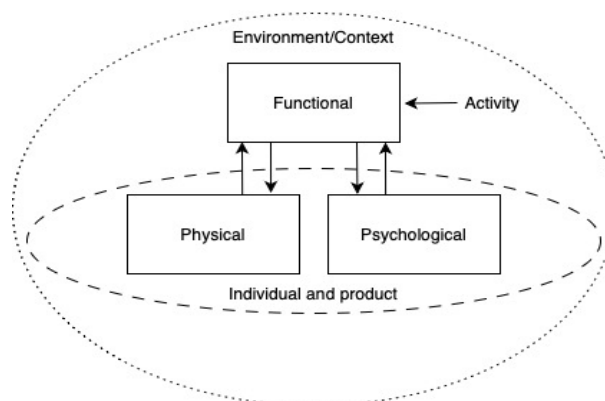 Environment/Context
Functional
Activity
Physical
Psychological
Individual and product